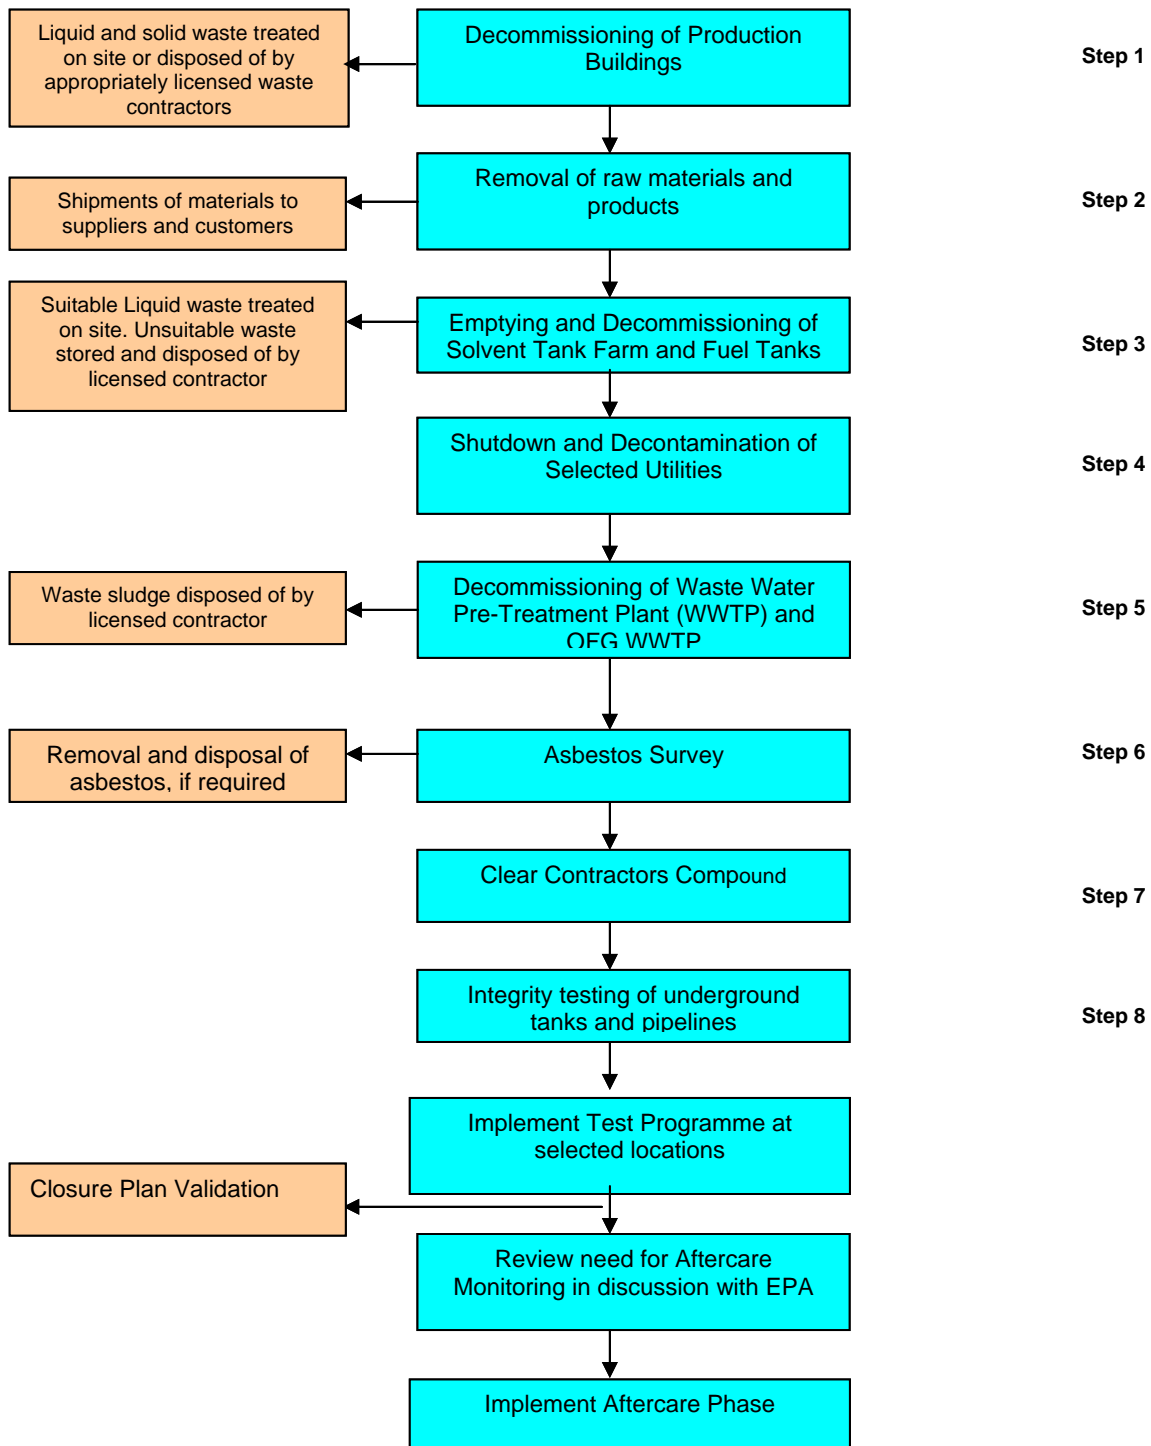 Liquid and solid waste treated
on site or disposed of by
appropriately licensed waste
contractors
Decommissioning of Production
Buildings
Step 1
Shipments of materials to
suppliers and customers
Removal of raw materials and
products
Step 2
Suitable Liquid waste treated
on site. Unsuitable waste
stored and disposed of by
licensed contractor
Emptying and Decommissioning of
Solvent Tank Farm and Fuel Tanks
Step 3
Shutdown and Decontamination of
Selected Utilities
Step 4
Waste sludge disposed of by
licensed contractor
Decommissioning of Waste Water
Pre-Treatment Plant (WWTP) and
OFG WWTP
Step 5
Removal and disposal of
asbestos, if required
Asbestos Survey
Step 6
Clear Contractors Compound
Step 7
Integrity testing of underground
tanks and pipelines
Step 8
Implement Test Programme at
selected locations
Closure Plan Validation
Review need for Aftercare
Monitoring in discussion with EPA
Implement Aftercare Phase